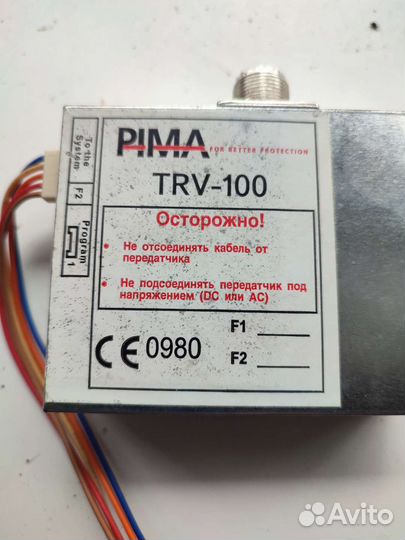 PIMA
FOR BETTER PROTECTION
TRV-100
Осторожно!
• Не отсоединять кабель от
передатчика
• Не подсоединять передатчик под
напряжением (DC или AC)
F1
CE 0980
F2
To the
System
F2
Program
1
Avito